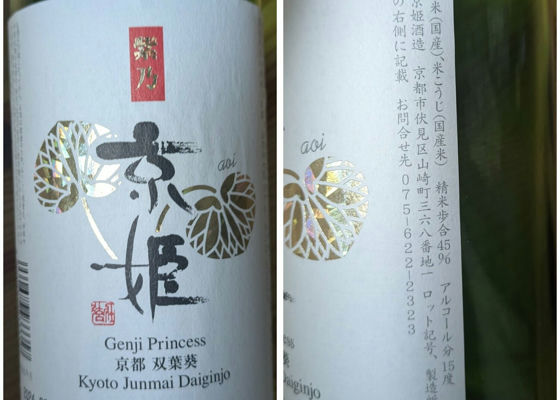 紫乃
京姫
aoi
Genji Princess
京都 双葉葵
Kyoto Junmai Daiginjo
米(国産)、米こうじ(国産米) 精米歩合45% アルコール分15度
京姫酒造 京都市伏見区山崎町三六八番地一 ロット記号、製造
の右側に記載 お問合せ先 075-622-2323
aoi
ess
葵
Daiginjo